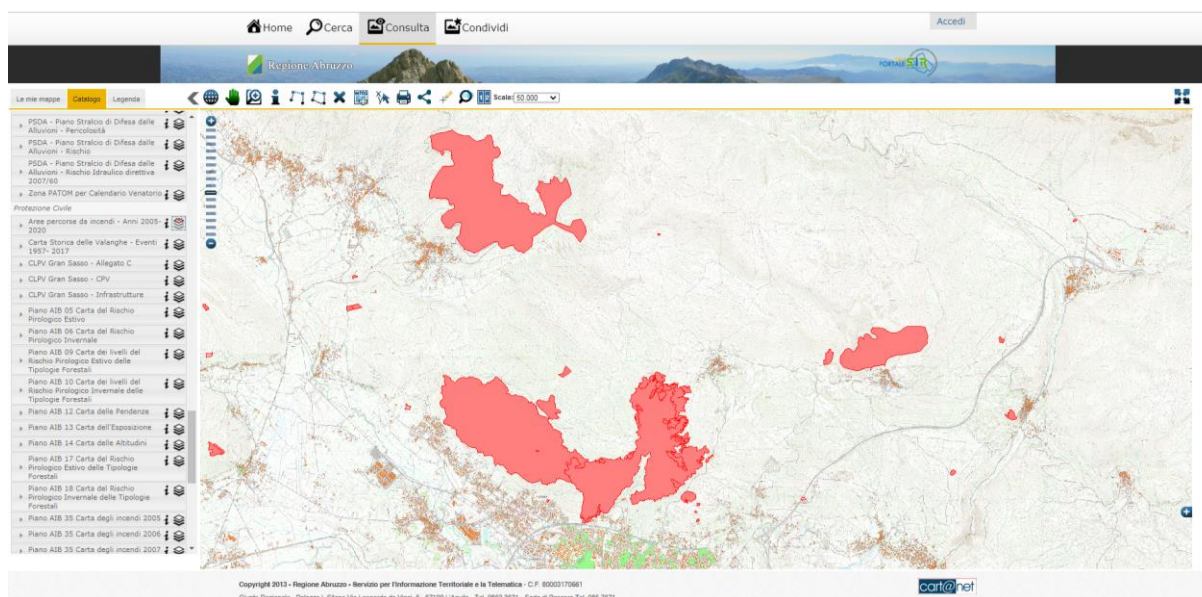 Home Cerca Consulta Condividi
Accedi
Regione Abruzzo
PORTALE SITR
Le mie mappe Catalogo Legenda
Scala: 50.000
PSDA - Piano Stralcio di Difesa dalle
Alluvioni - Pericolosità
PSDA - Piano Stralcio di Difesa dalle
Alluvioni - Rischio
PSDA - Piano Stralcio di Difesa dalle
Alluvioni - Rischio Idraulico direttiva
2007/60
Zona PATOM per Calendario Venatorio
Protezione Civile
Aree percorse da incendi - Anni 2005-
2020
Carta Storica delle Valanghe - Eventi
1957- 2017
CLPV Gran Sasso - Allegato C
CLPV Gran Sasso - CPV
CLPV Gran Sasso - Infrastrutture
Piano AIB 05 Carta del Rischio
Pirologico Estivo
Piano AIB 06 Carta del Rischio
Pirologico Invernale
Piano AIB 09 Carta dei livelli del
Rischio Pirologico Estivo delle
Tipologie Forestali
Piano AIB 10 Carta dei livelli del
Rischio Pirologico Invernale delle
Tipologie Forestali
Piano AIB 12 Carta delle Pendenze
Piano AIB 13 Carta dell'Esposizione
Piano AIB 14 Carta delle Altitudini
Piano AIB 17 Carta del Rischio
Pirologico Estivo delle Tipologie
Forestali
Piano AIB 18 Carta del Rischio
Pirologico Invernale delle Tipologie
Forestali
Piano AIB 35 Carta degli incendi 2005
Piano AIB 35 Carta degli incendi 2006
Piano AIB 35 Carta degli incendi 2007
Copyright 2013 - Regione Abruzzo - Servizio per l'Informazione Territoriale e la Telematica - C.F. 80003170661
cart@net